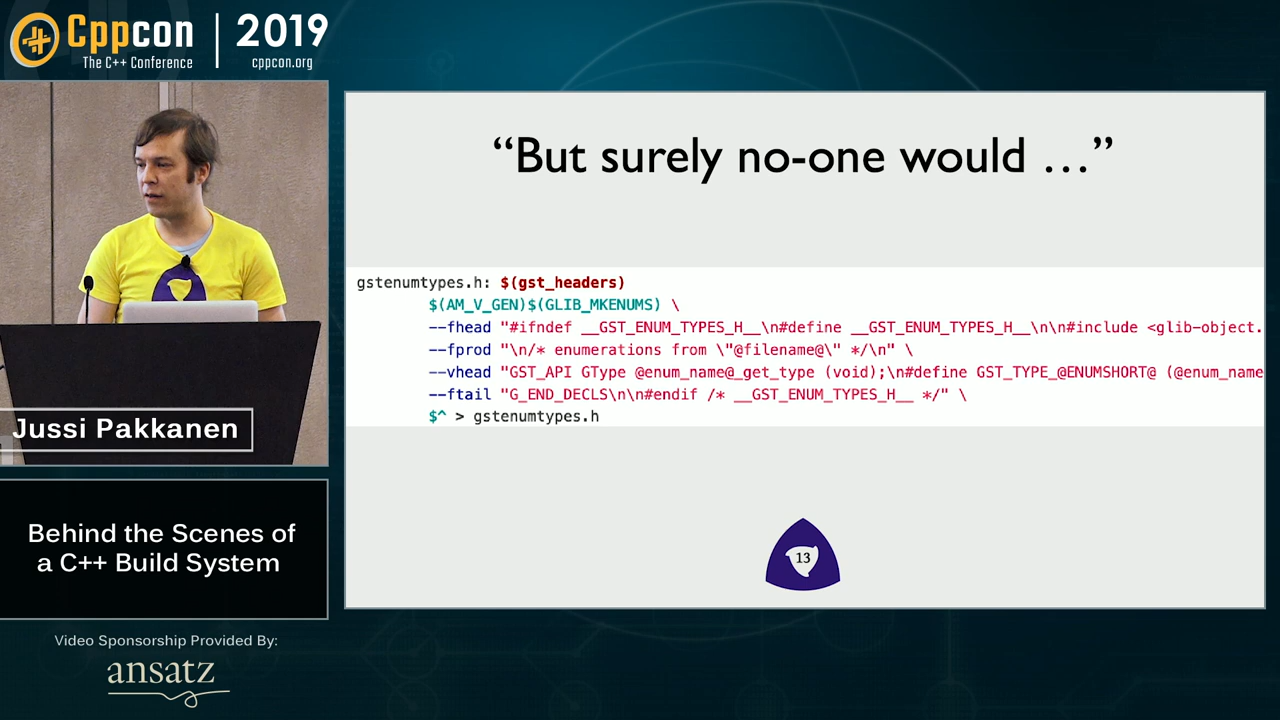 Cppcon | 2019
The C++ Conference
cppcon.org
“But surely no-one would …”
gstenumtypes.h: $(gst_headers)
$(AM_V_GEN)$(GLIB_MKENUMS) \
--fhead "#ifndef __GST_ENUM_TYPES_H__\n#define __GST_ENUM_TYPES_H__\n\n#include <glib-object.
--fprod "\n/* enumerations from \"@filename@\" */\n" \
--vhead "GST_API GType @enum_name@_get_type (void);\n#define GST_TYPE_@ENUMSHORT@ (@enum_name
--ftail "G_END_DECLS\n\n#endif /* __GST_ENUM_TYPES_H__ */" \
$^ > gstenumtypes.h
13
Jussi Pakkanen
Behind the Scenes of
a C++ Build System
Video Sponsorship Provided By:
ansatz